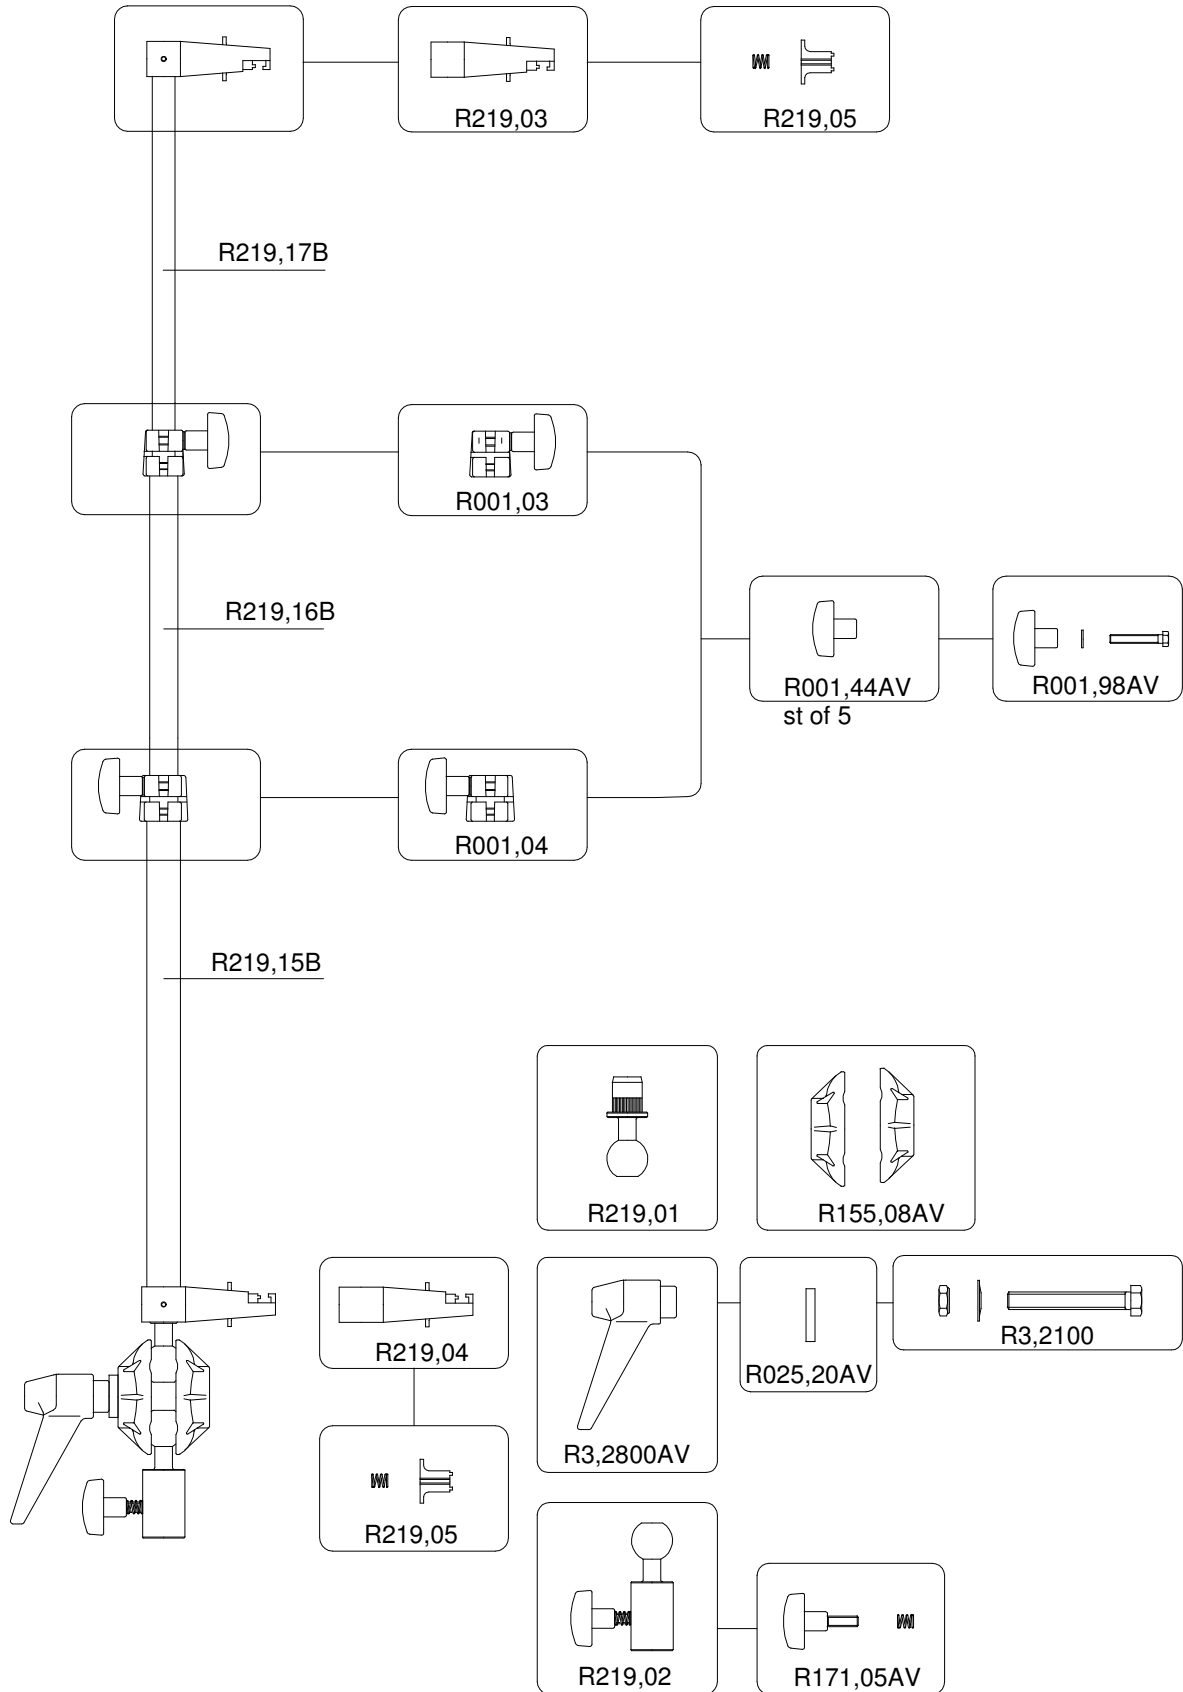 R219,03
R219,05
R219,17B
R001,03
R219,16B
R001,44AV
st of 5
R001,98AV
R001,04
R219,15B
R219,01
R155,08AV
R219,04
R3,2800AV
R025,20AV
R3,2100
R219,05
R219,02
R171,05AV